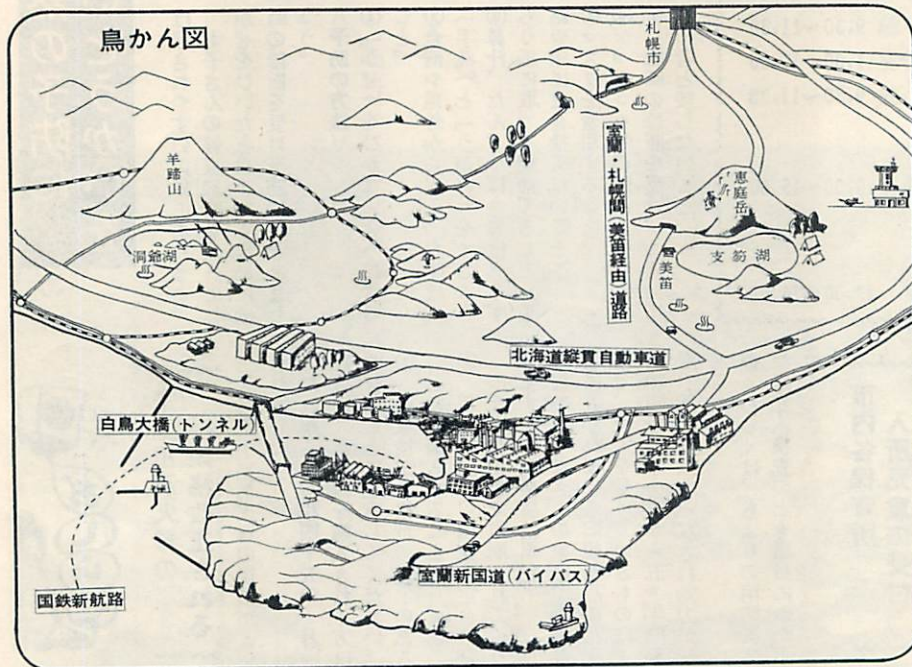 鳥かん図
札幌市
羊蹄山
室蘭・札幌間(美笛経由)道路
恵庭岳
洞爺湖
美笛
支笏湖
北海道縦貫自動車道
白鳥大橋(トンネル)
室蘭新国道(バイパス)
国鉄新航路